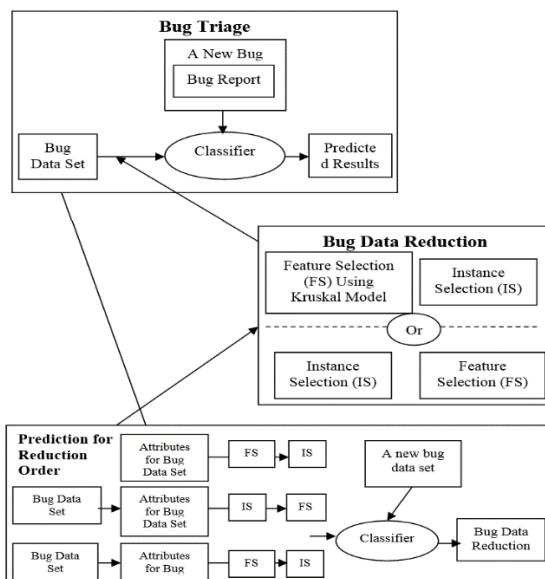 Bug Triage
A New Bug
Bug Report
Bug
Data Set
Classifier
Predicte
d Results
Bug Data Reduction
Feature Selection
(FS) Using
Kruskal Model
Instance
Selection (IS)
Or
Instance
Selection (IS)
Feature
Selection (FS)
Prediction for
Reduction
Order
Attributes
for Bug
Data Set
FS
IS
A new bug
data set
Bug Data
Set
Attributes for
Bug Data Set
IS
FS
Classifier
Bug Data
Reduction
Bug Data
Set
Attributes
for Bug
FS
IS